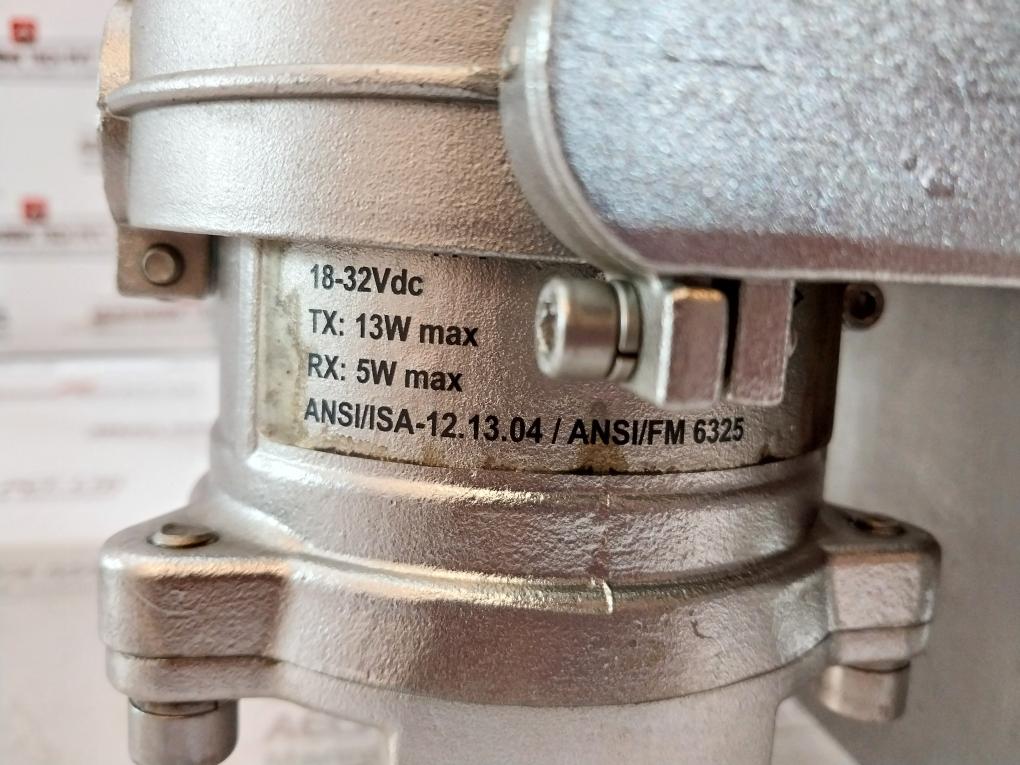 18-32Vdc
TX: 13W max
RX: 5W max
ANSI/ISA-12.13.04 / ANSI/FM 6325